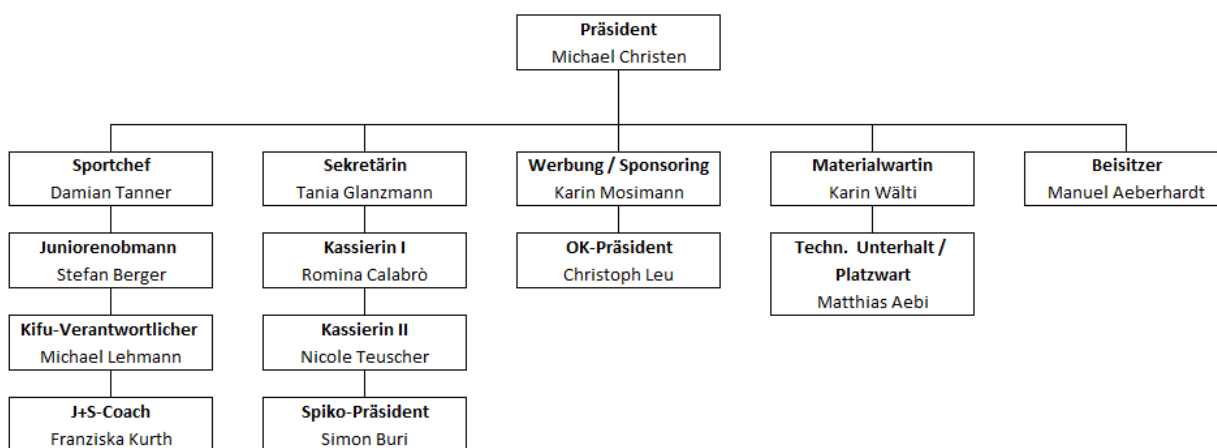 Präsident
Michael Christen
Sportchef
Damian Tanner
Sekretärin
Tania Glanzmann
Werbung / Sponsoring
Karin Mosimann
Materialwartin
Karin Wälti
Beisitzer
Manuel Aeberhardt
Juniorenobmann
Stefan Berger
Kassierin I
Romina Calabrò
OK-Präsident
Christoph Leu
Techn. Unterhalt /
Platzwart
Matthias Aebi
Kifu-Verantwortlicher
Michael Lehmann
Kassierin II
Nicole Teuscher
J+S-Coach
Franziska Kurth
Spiko-Präsident
Simon Buri